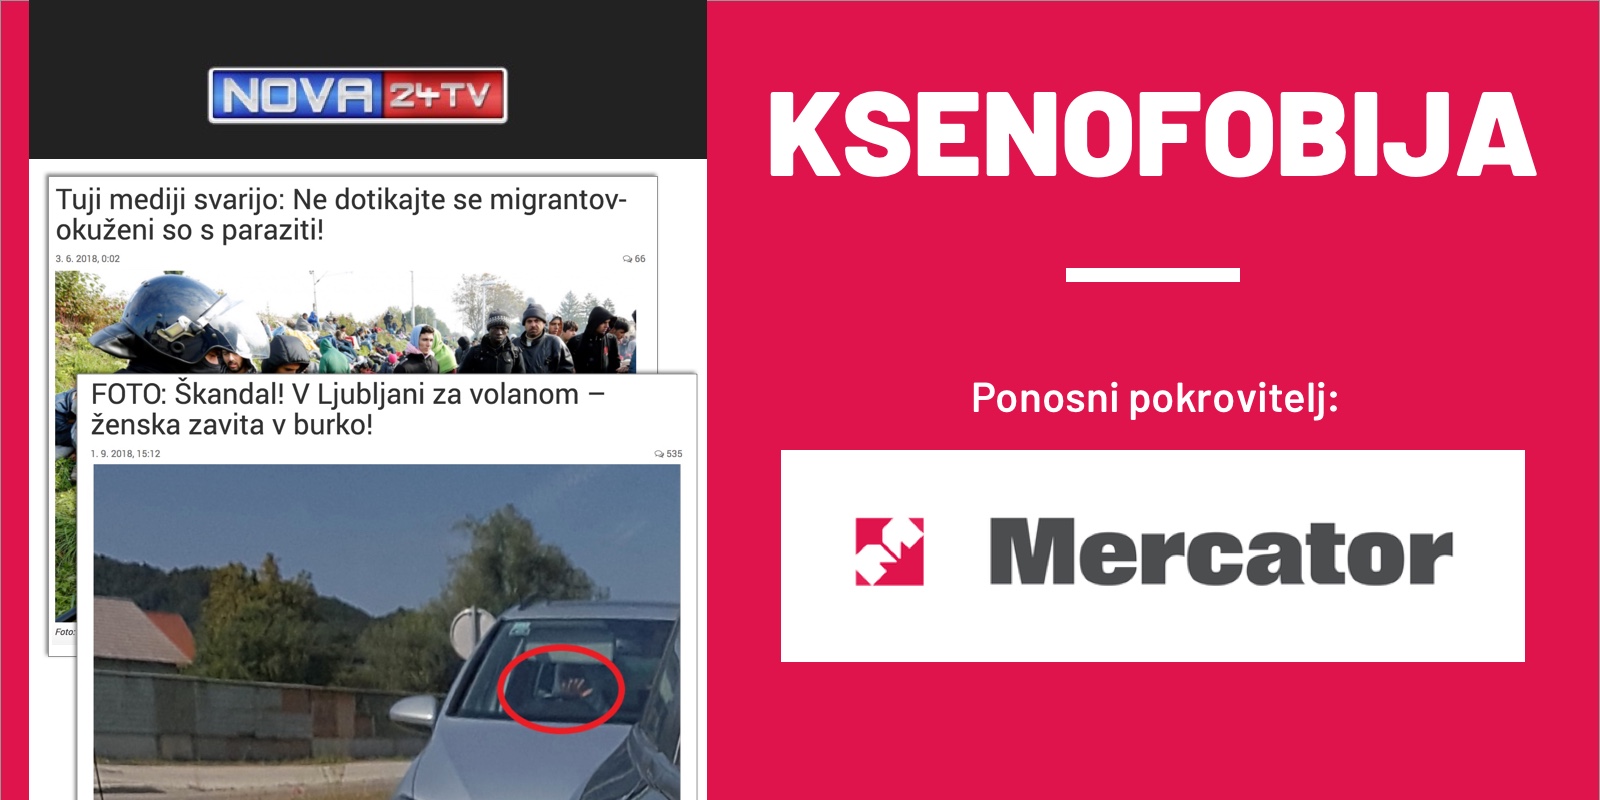 NOVA 24TV
Tuji mediji svarijo: Ne dotikajte se migrantov-
okuženi so s paraziti!
3. 6. 2018, 0:02
66
FOTO: Škandal! V Ljubljani za volanom –
ženska zavita v burko!
1. 9. 2018, 15:12
535
Foto:
KSENOFOBIJA
Ponosni pokrovitelj:
Mercator